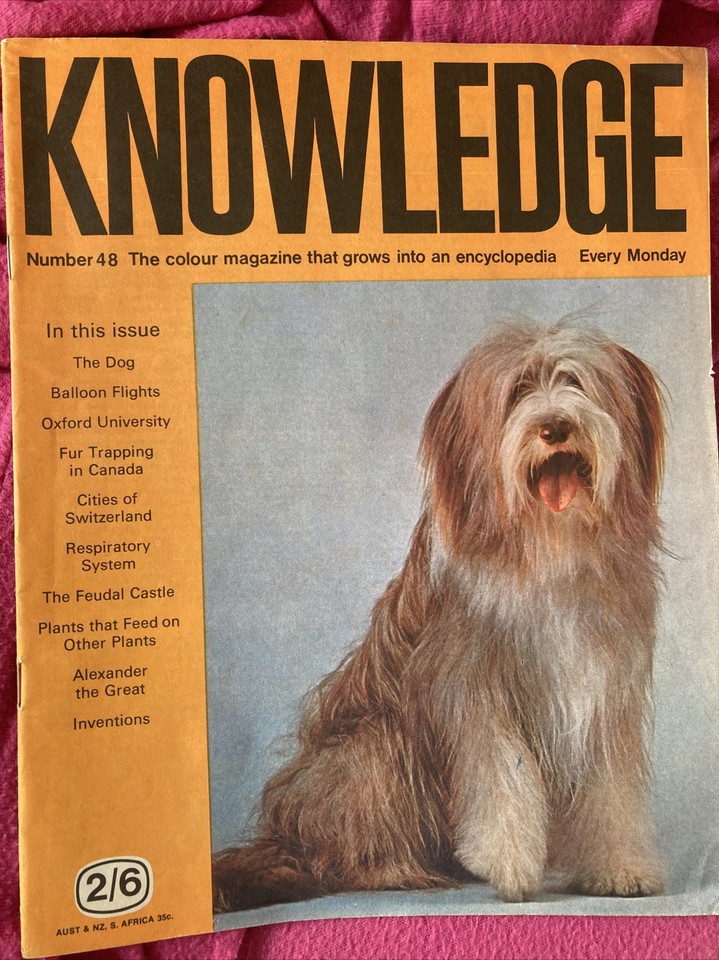 KNOWLEDGE
Number 48 The colour magazine that grows into an encyclopedia Every Monday
In this issue
The Dog
Balloon Flights
Oxford University
Fur Trapping
in Canada
Cities of
Switzerland
Respiratory
System
The Feudal Castle
Plants that Feed on
Other Plants
Alexander
the Great
Inventions
2/6
AUST & NZ, S. AFRICA 35c.